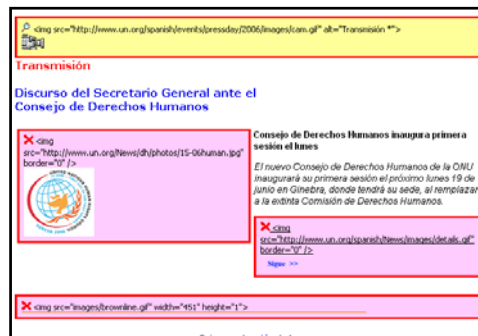 <img src="http://www.un.org/spanish/events/pressday/2006/images/cam.gif" alt="Transmisión *">
Transmisión
Discurso del Secretario General ante el
Consejo de Derechos Humanos
<img
src="http://www.un.org/News/dh/photos/15-06human.jpg"
border="0" />
Consejo de Derechos Humanos inaugura primera
sesión el lunes
El nuevo Consejo de Derechos Humanos de la ONU
inaugurará su primera sesión el próximo lunes 19 de
junio en Ginebra, donde tendrá su sede, al remplazar
a la extinta Comisión de Derechos Humanos.
<img
src="http://www.un.org/spanish/News/images/details.gif"
border="0" />
Sigue >>
<img src="images/brownline.gif" width="451" height="1">